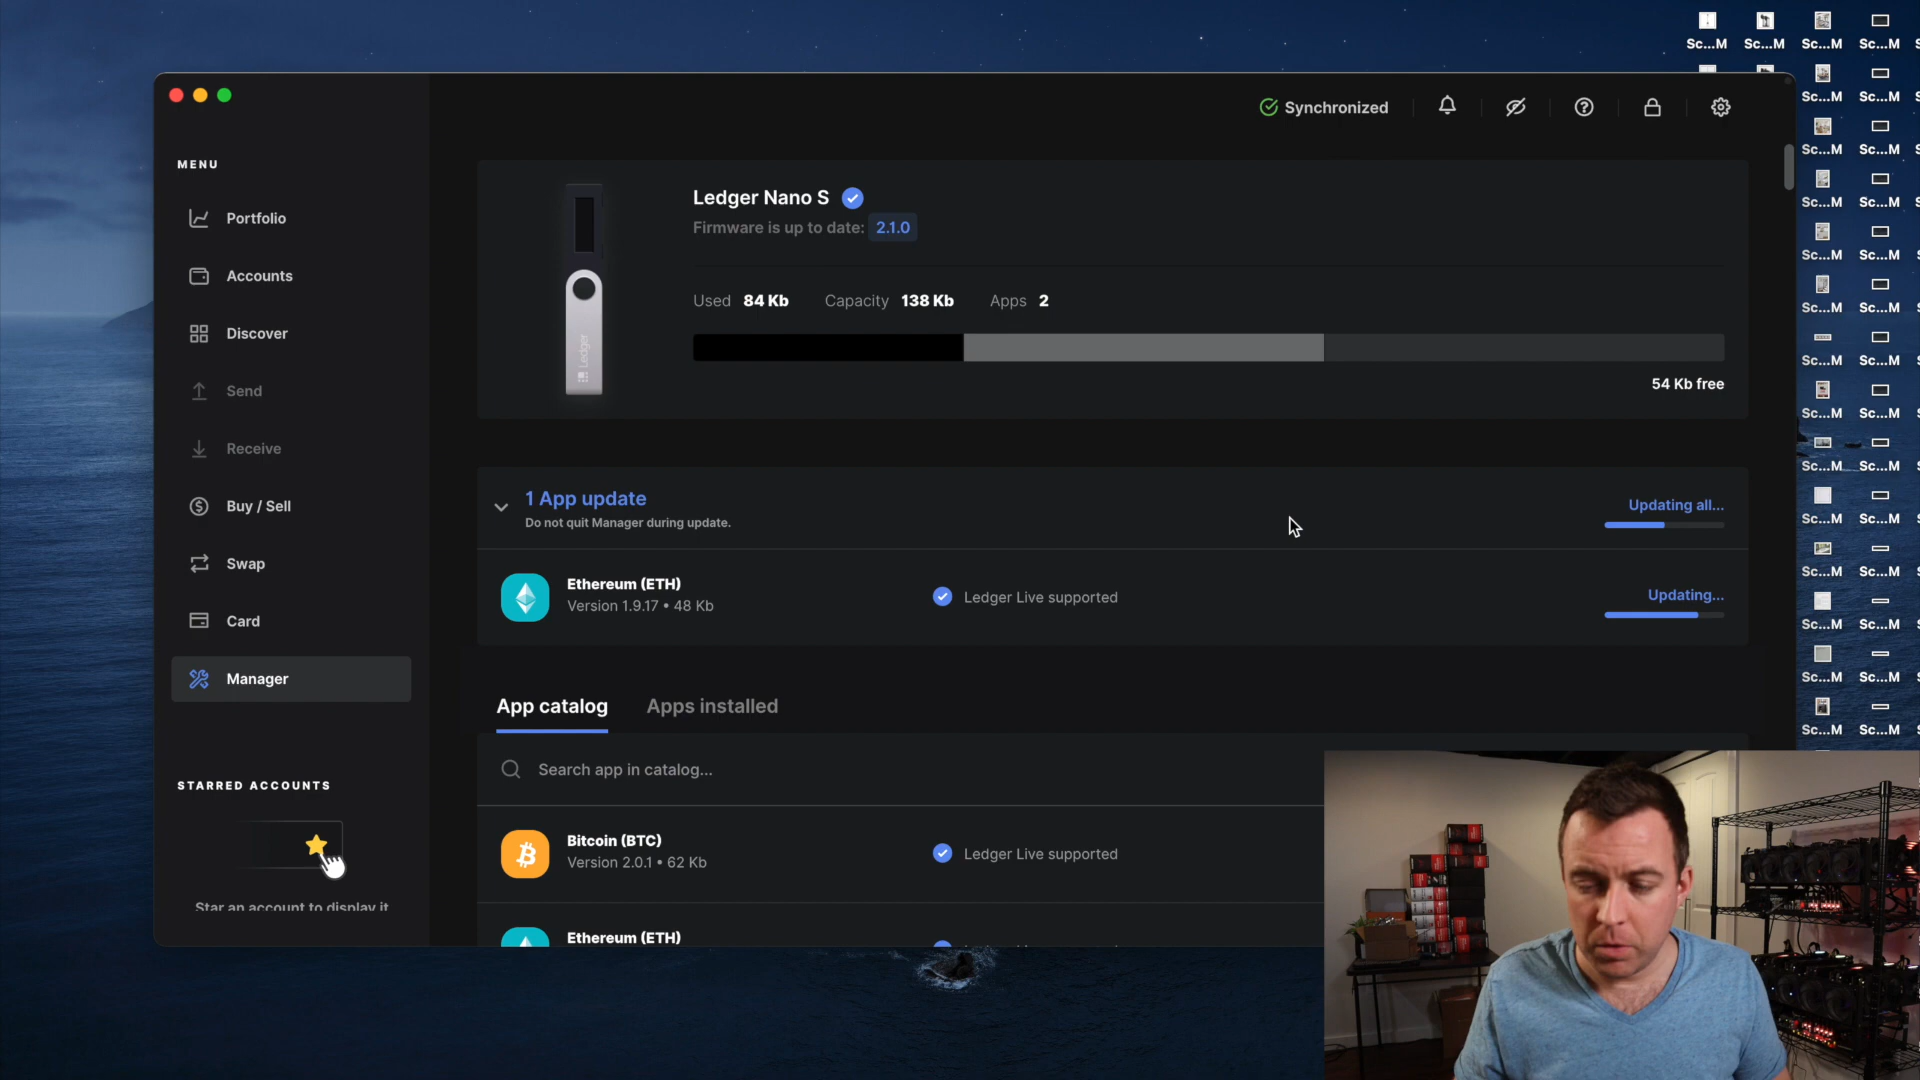 Sc...M Sc...M Sc...M Sc...M
Synchronized
MENU
Portfolio
Accounts
Discover
Send
Receive
Buy / Sell
Swap
Card
Manager
STARRED ACCOUNTS
Star an account to display it
Ledger Nano S
Firmware is up to date: 2.1.0
Used 84 Kb Capacity 138 Kb Apps 2
Ledger
54 Kb free
1 App update
Do not quit Manager during update.
Updating all...
Ethereum (ETH)
Version 1.9.17 • 48 Kb
Ledger Live supported
Updating...
App catalog Apps installed
Search app in catalog...
Bitcoin (BTC)
Version 2.0.1 • 62 Kb
Ledger Live supported
Ethereum (ETH)
Sc...M Sc...M
Sc...M Sc...M
Sc...M Sc...M
Sc...M Sc...M
Sc...M Sc...M
Sc...M Sc...M
Sc...M Sc...M
Sc...M Sc...M
Sc...M Sc...M
Sc...M Sc...M
Sc...M Sc...M
Sc...M Sc...M
Sc...M Sc...M